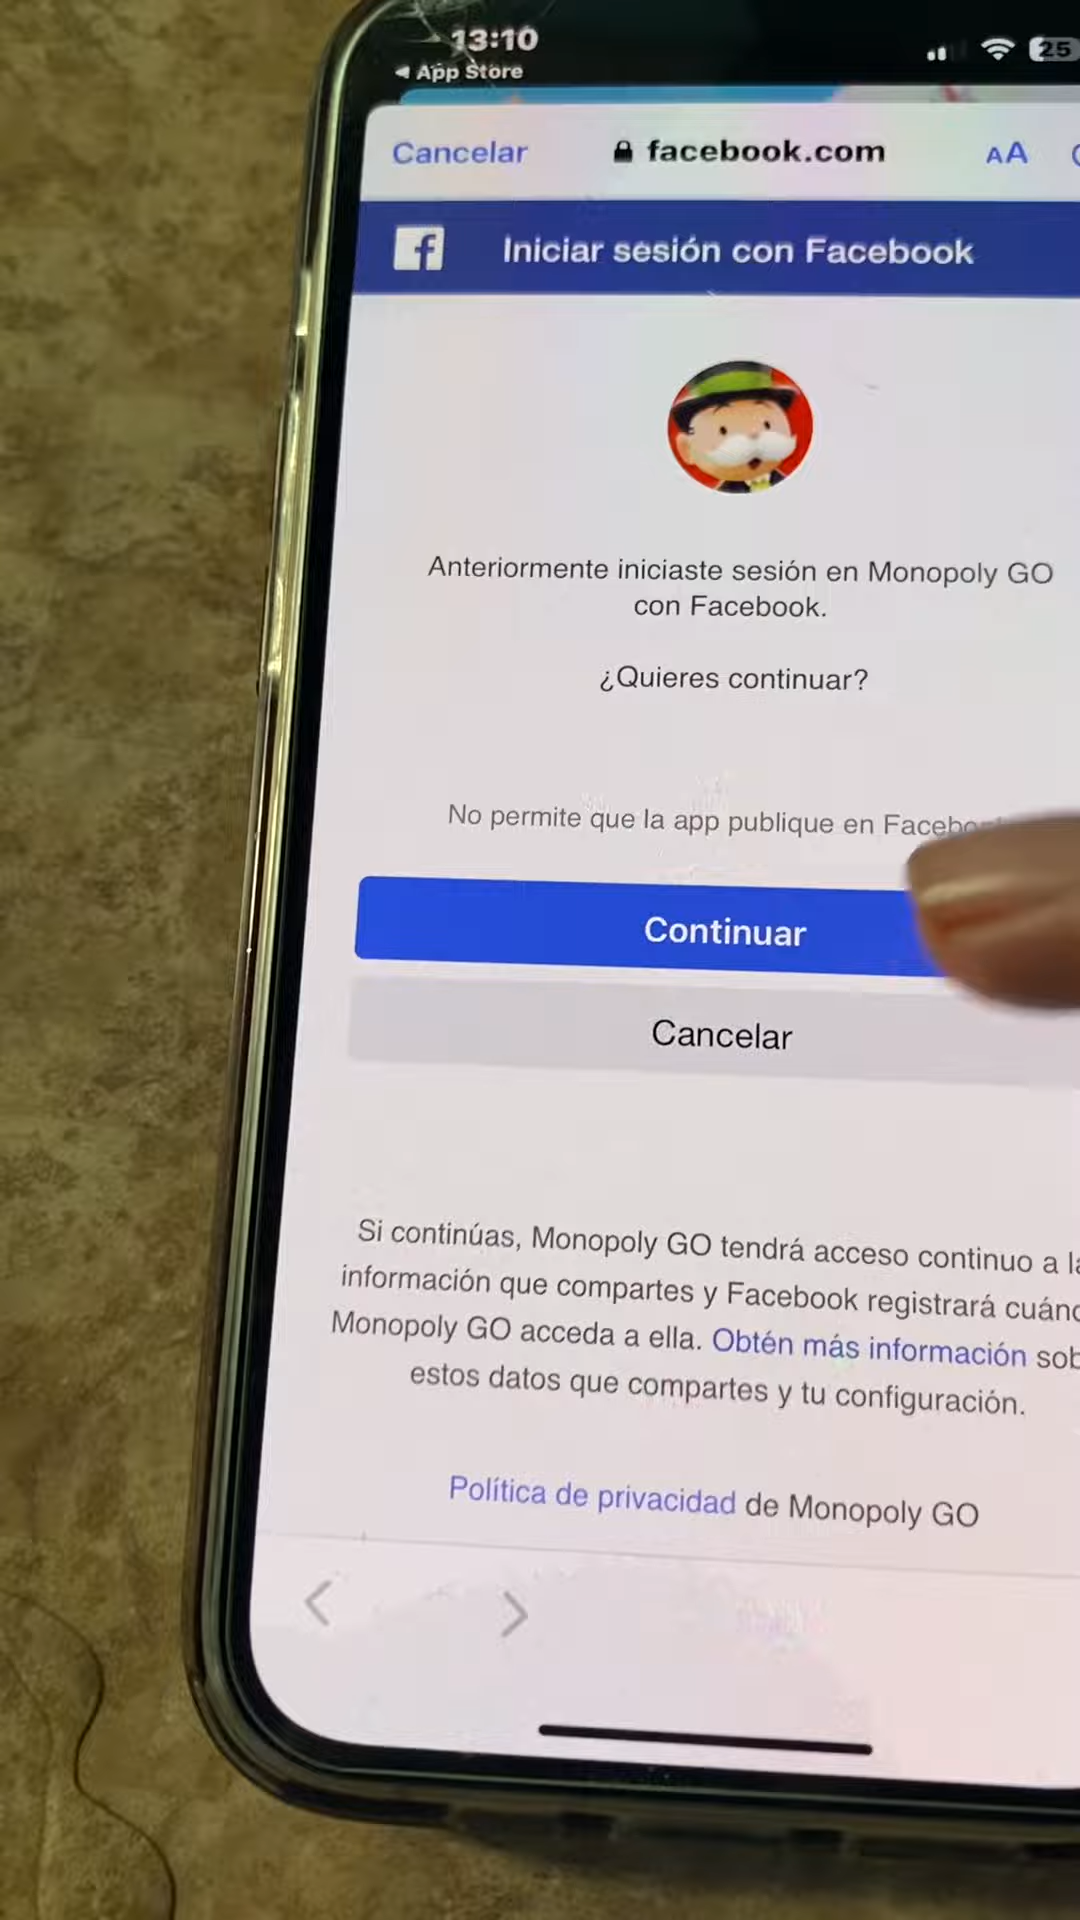 13:10
25
◀ App Store
Cancelar
facebook.com
AA
f
Iniciar sesión con Facebook
Anteriormente iniciaste sesión en Monopoly GO
con Facebook.
¿Quieres continuar?
No permite que la app publique en
Continuar
Cancelar
Si continúas, Monopoly GO tendrá acceso continuo a
información que compartes y Facebook registrará
Monopoly GO acceda a ella. Obtén más información
estos datos que compartes y tu configuración.
Política de privacidad de Monopoly GO